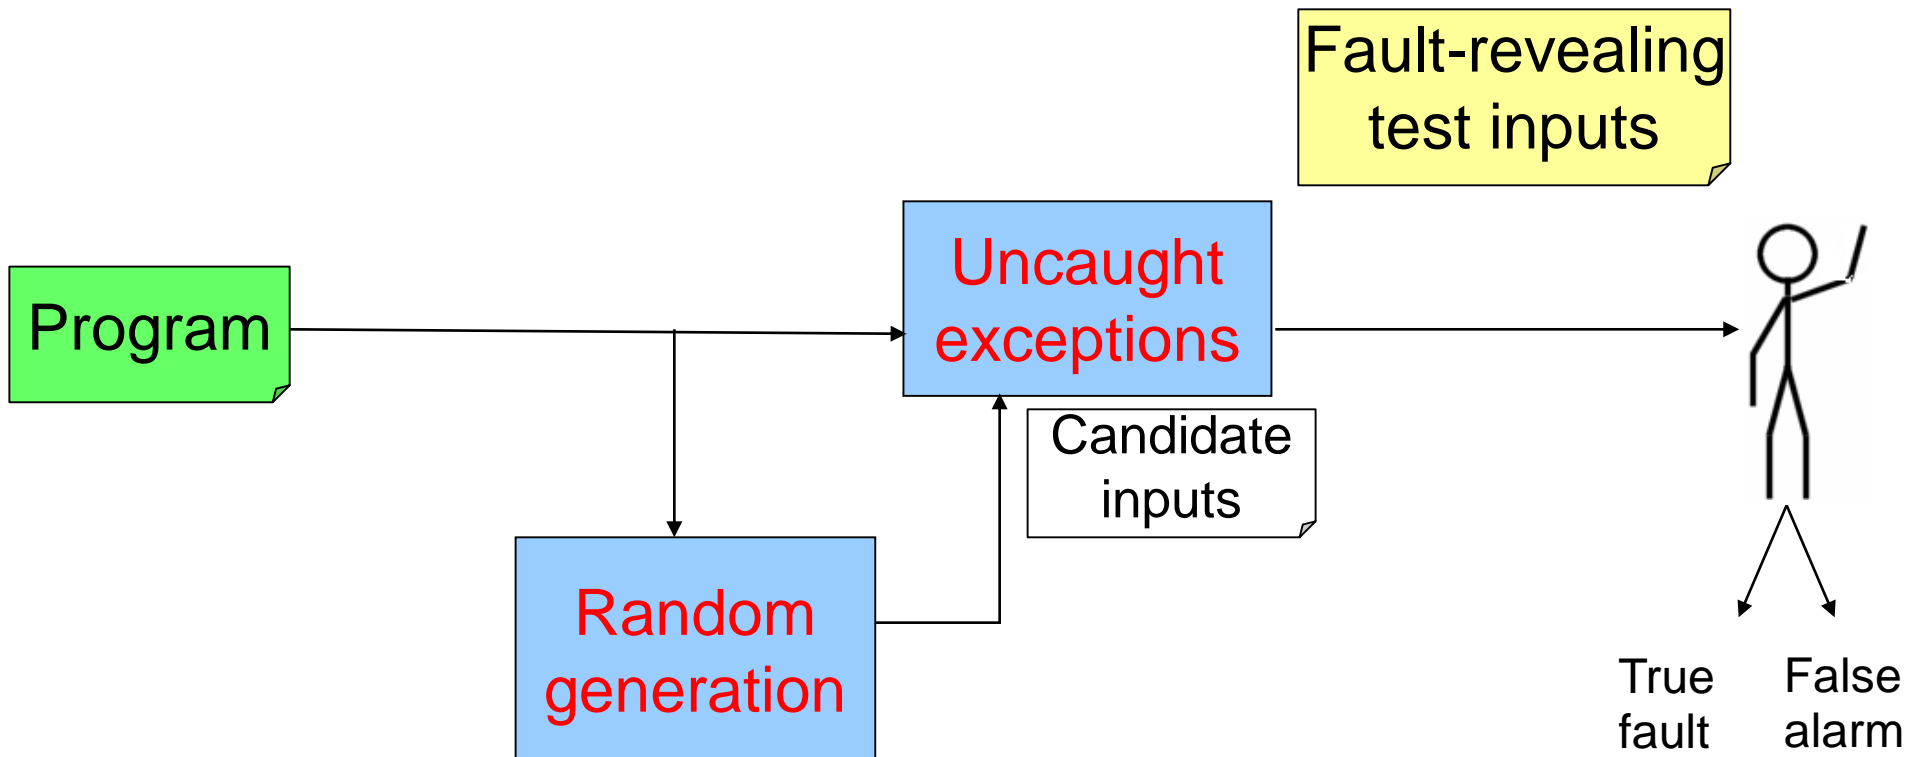 Fault-revealing
test inputs
Program
Uncaught
exceptions
Candidate
inputs
Random
generation
True
fault
False
alarm